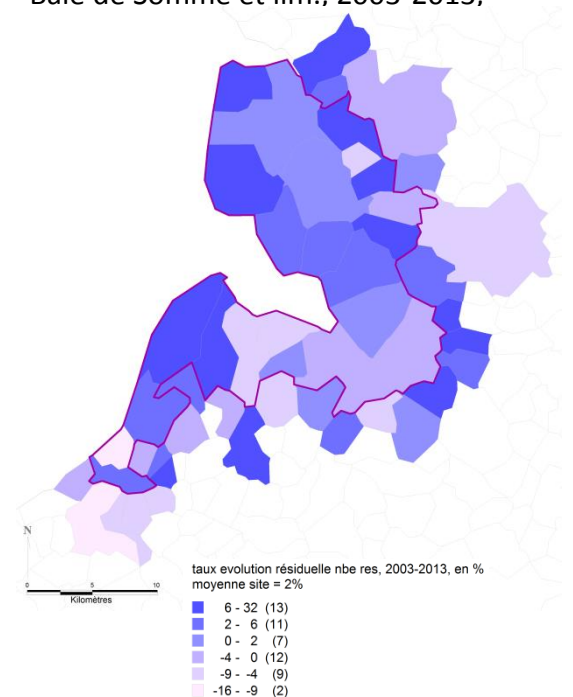 Baie de Somme et lim., 2003-2013,
N
0 5 10
Kilomètres
taux evolution résiduelle nbe res, 2003-2013, en %
moyenne site = 2%
6 - 32 (13)
2 - 6 (11)
0 - 2 (7)
-4 - 0 (12)
-9 - -4 (9)
-16 - -9 (2)